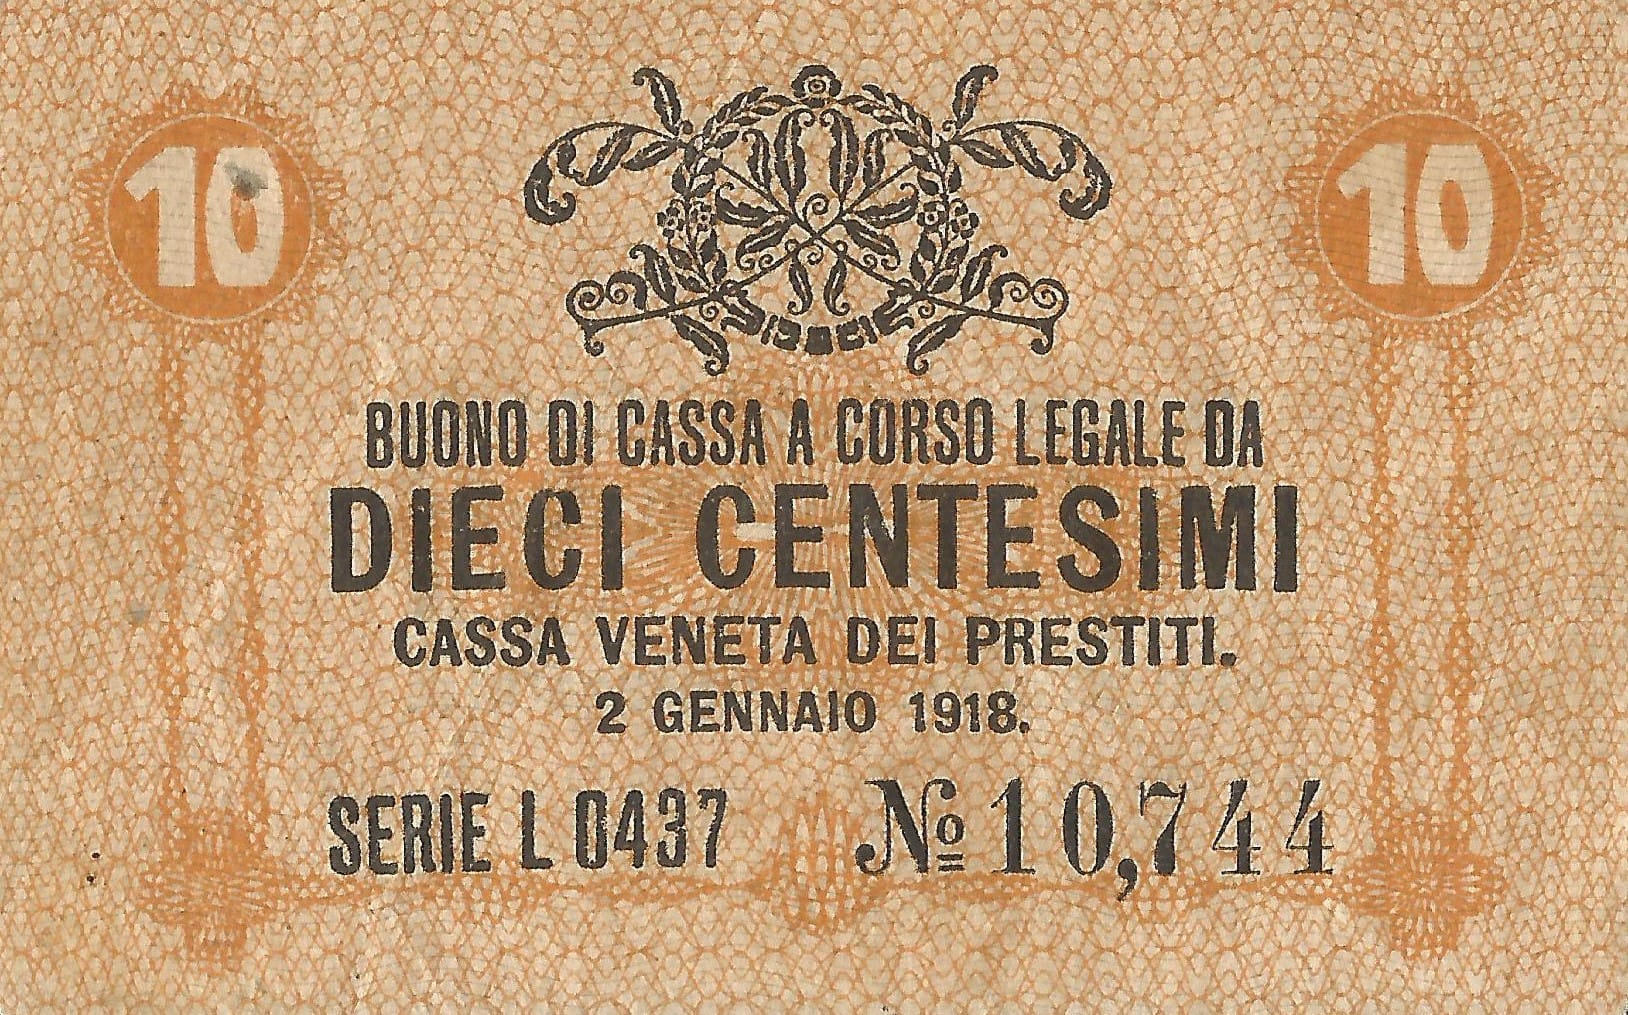 10
10
BUONO DI CASSA A CORSO LEGALE DA
DIECI CENTESIMI
CASSA VENETA DEI PRESTITI.
2 GENNAIO 1918.
SERIE L 0437 № 10,744